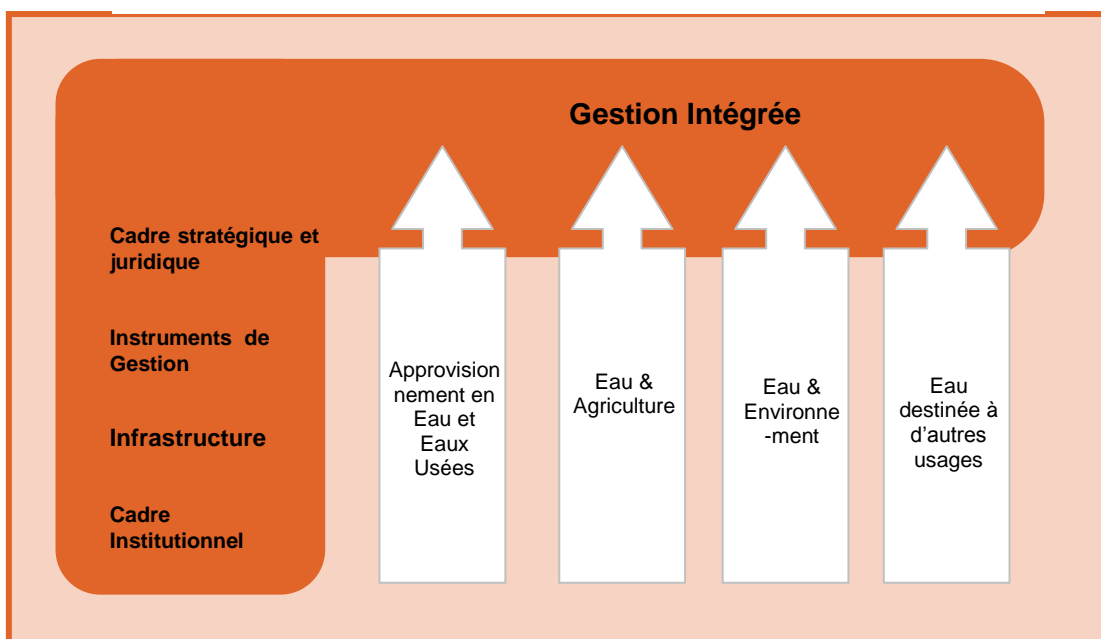 Gestion Intégrée
Cadre stratégique et
juridique
Instruments de
Gestion
Infrastructure
Cadre
Institutionnel
Approvision
nement en
Eau et
Eaux
Usées
Eau &
Agriculture
Eau &
Environne
-ment
Eau
destinée à
d’autres
usages